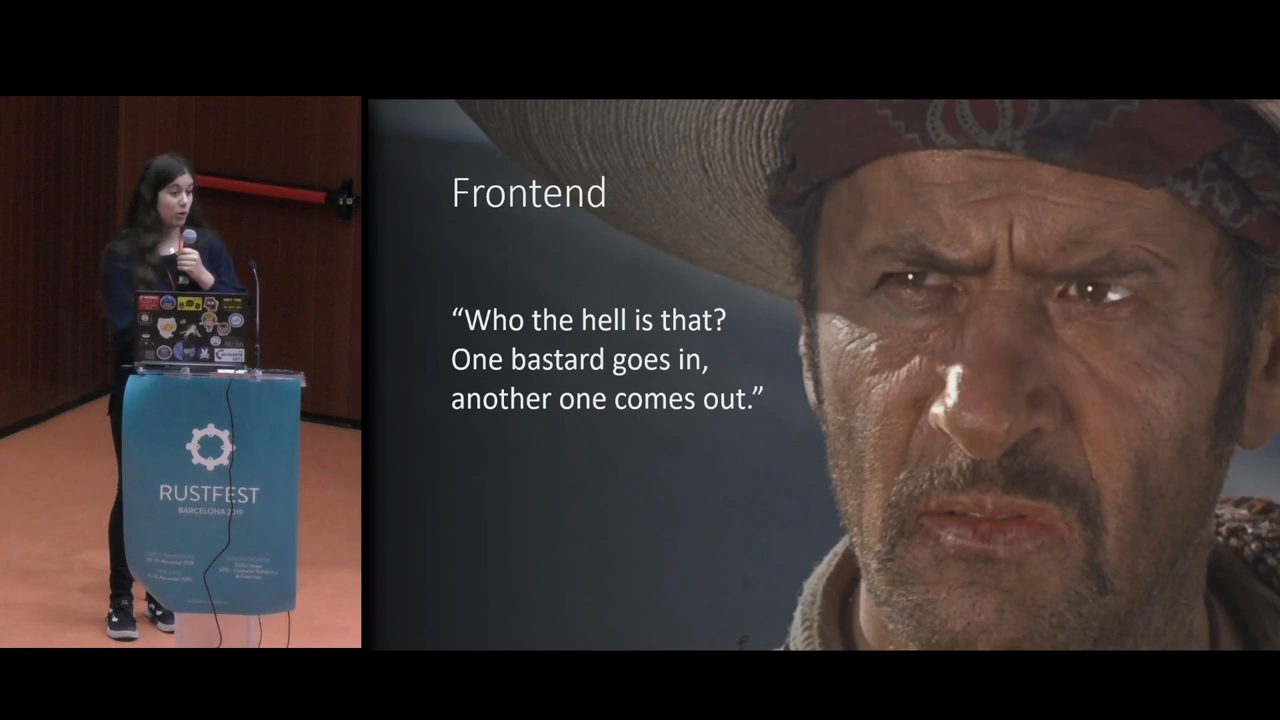 Frontend
“Who the hell is that?
One bastard goes in,
another one comes out.”
RUSTFEST
BARCELONA 2019